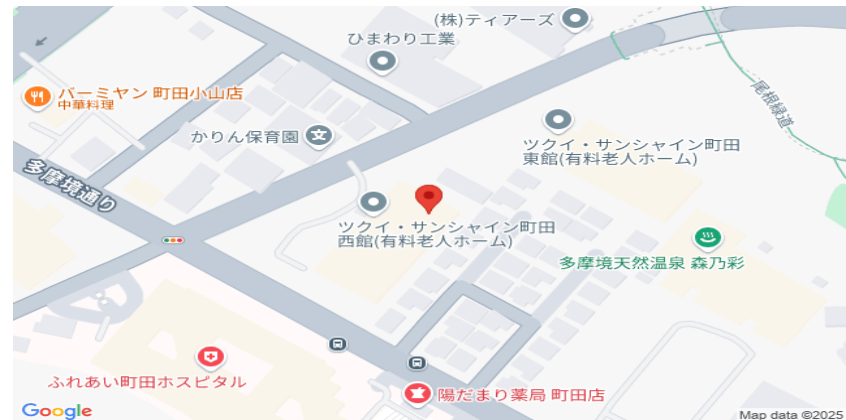 (株)ティアーズ
ひまわり工業
バーミヤン 町田小山店
中華料理
尾根緑道
かりん保育園
ツクイ・サンシャイン町田
東館(有料老人ホーム)
多摩境通り
ツクイ・サンシャイン町田
西館(有料老人ホーム)
多摩境天然温泉 森乃彩
ふれあい町田ホスピタル
陽だまり薬局 町田店
Google
Map data ©2025